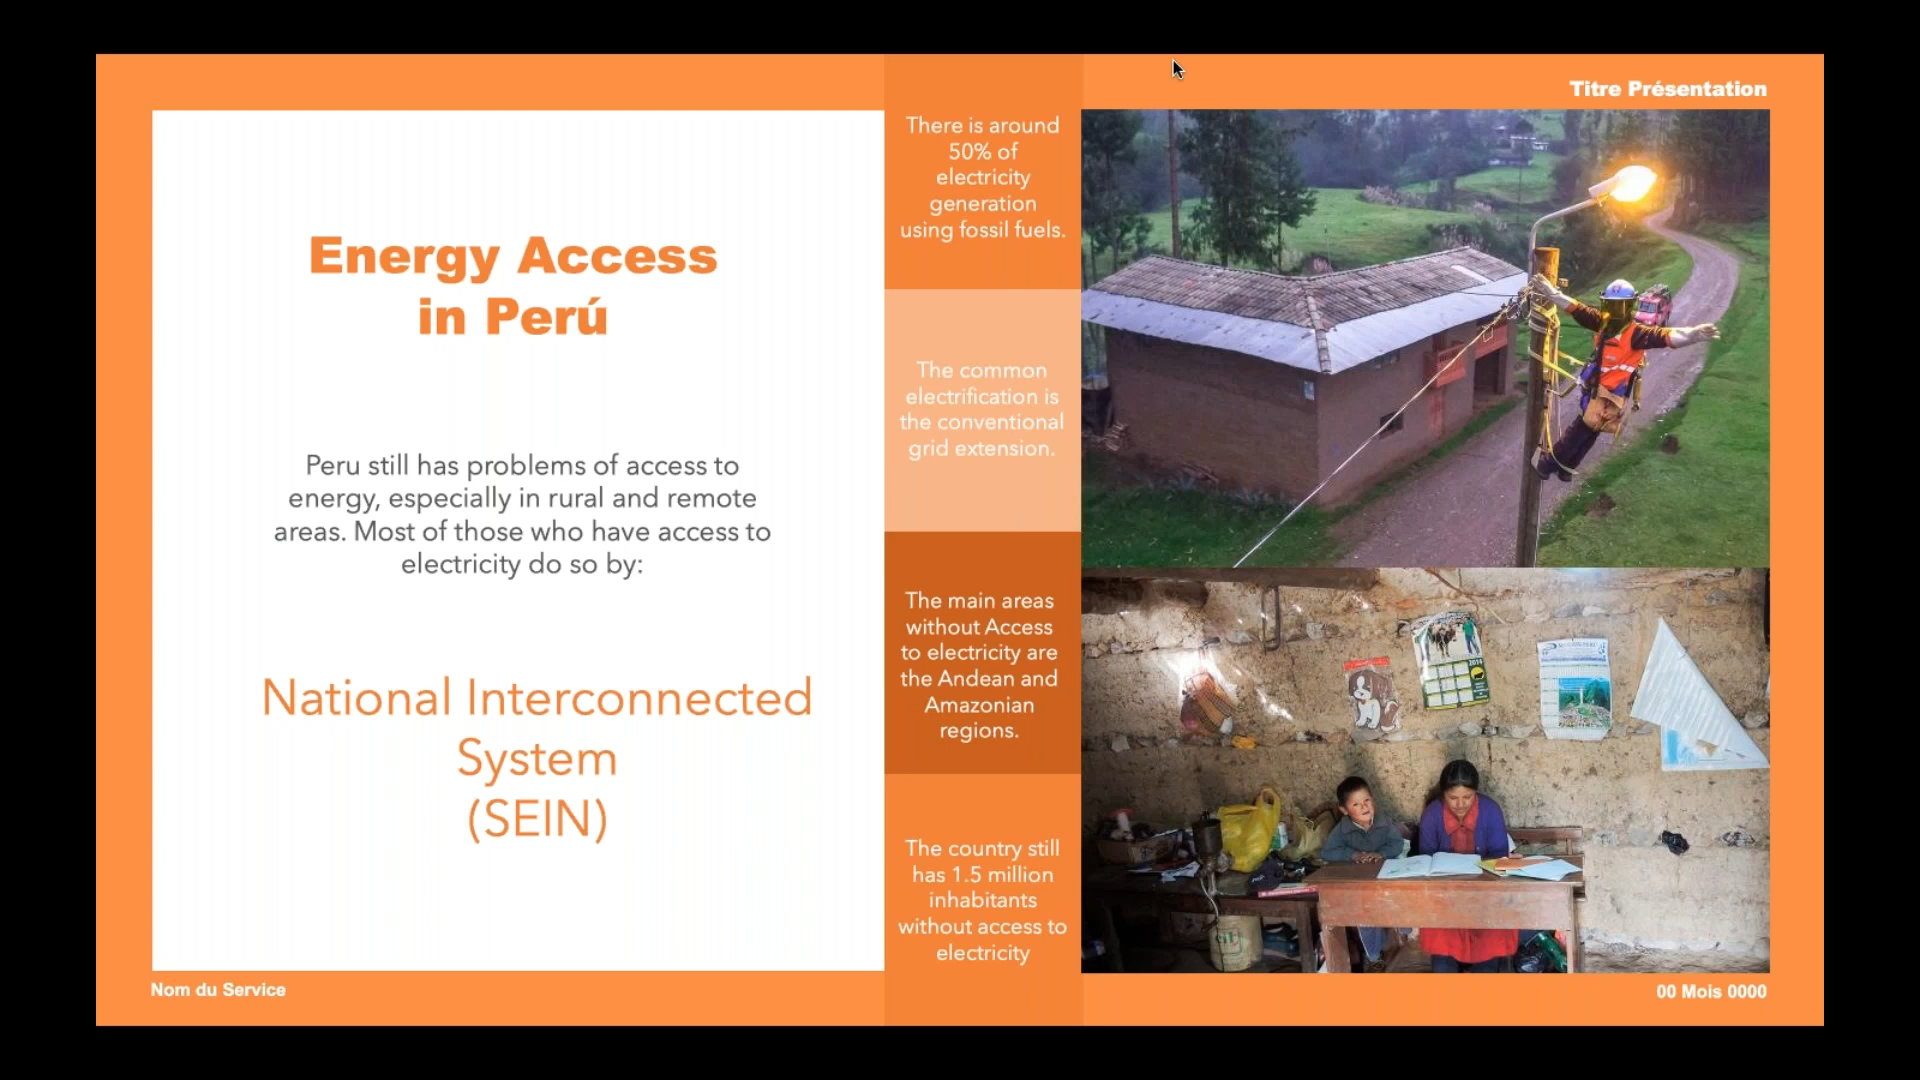 Titre Présentation
Energy Access
in Perú
Peru still has problems of access to
energy, especially in rural and remote
areas. Most of those who have access to
electricity do so by:
National Interconnected
System
(SEIN)
There is around
50% of
electricity
generation
using fossil fuels.
The common
electrification is
the conventional
grid extension.
The main areas
without Access
to electricity are
the Andean and
Amazonian
regions.
The country still
has 1.5 million
inhabitants
without access to
electricity
Nom du Service
00 Mois 0000